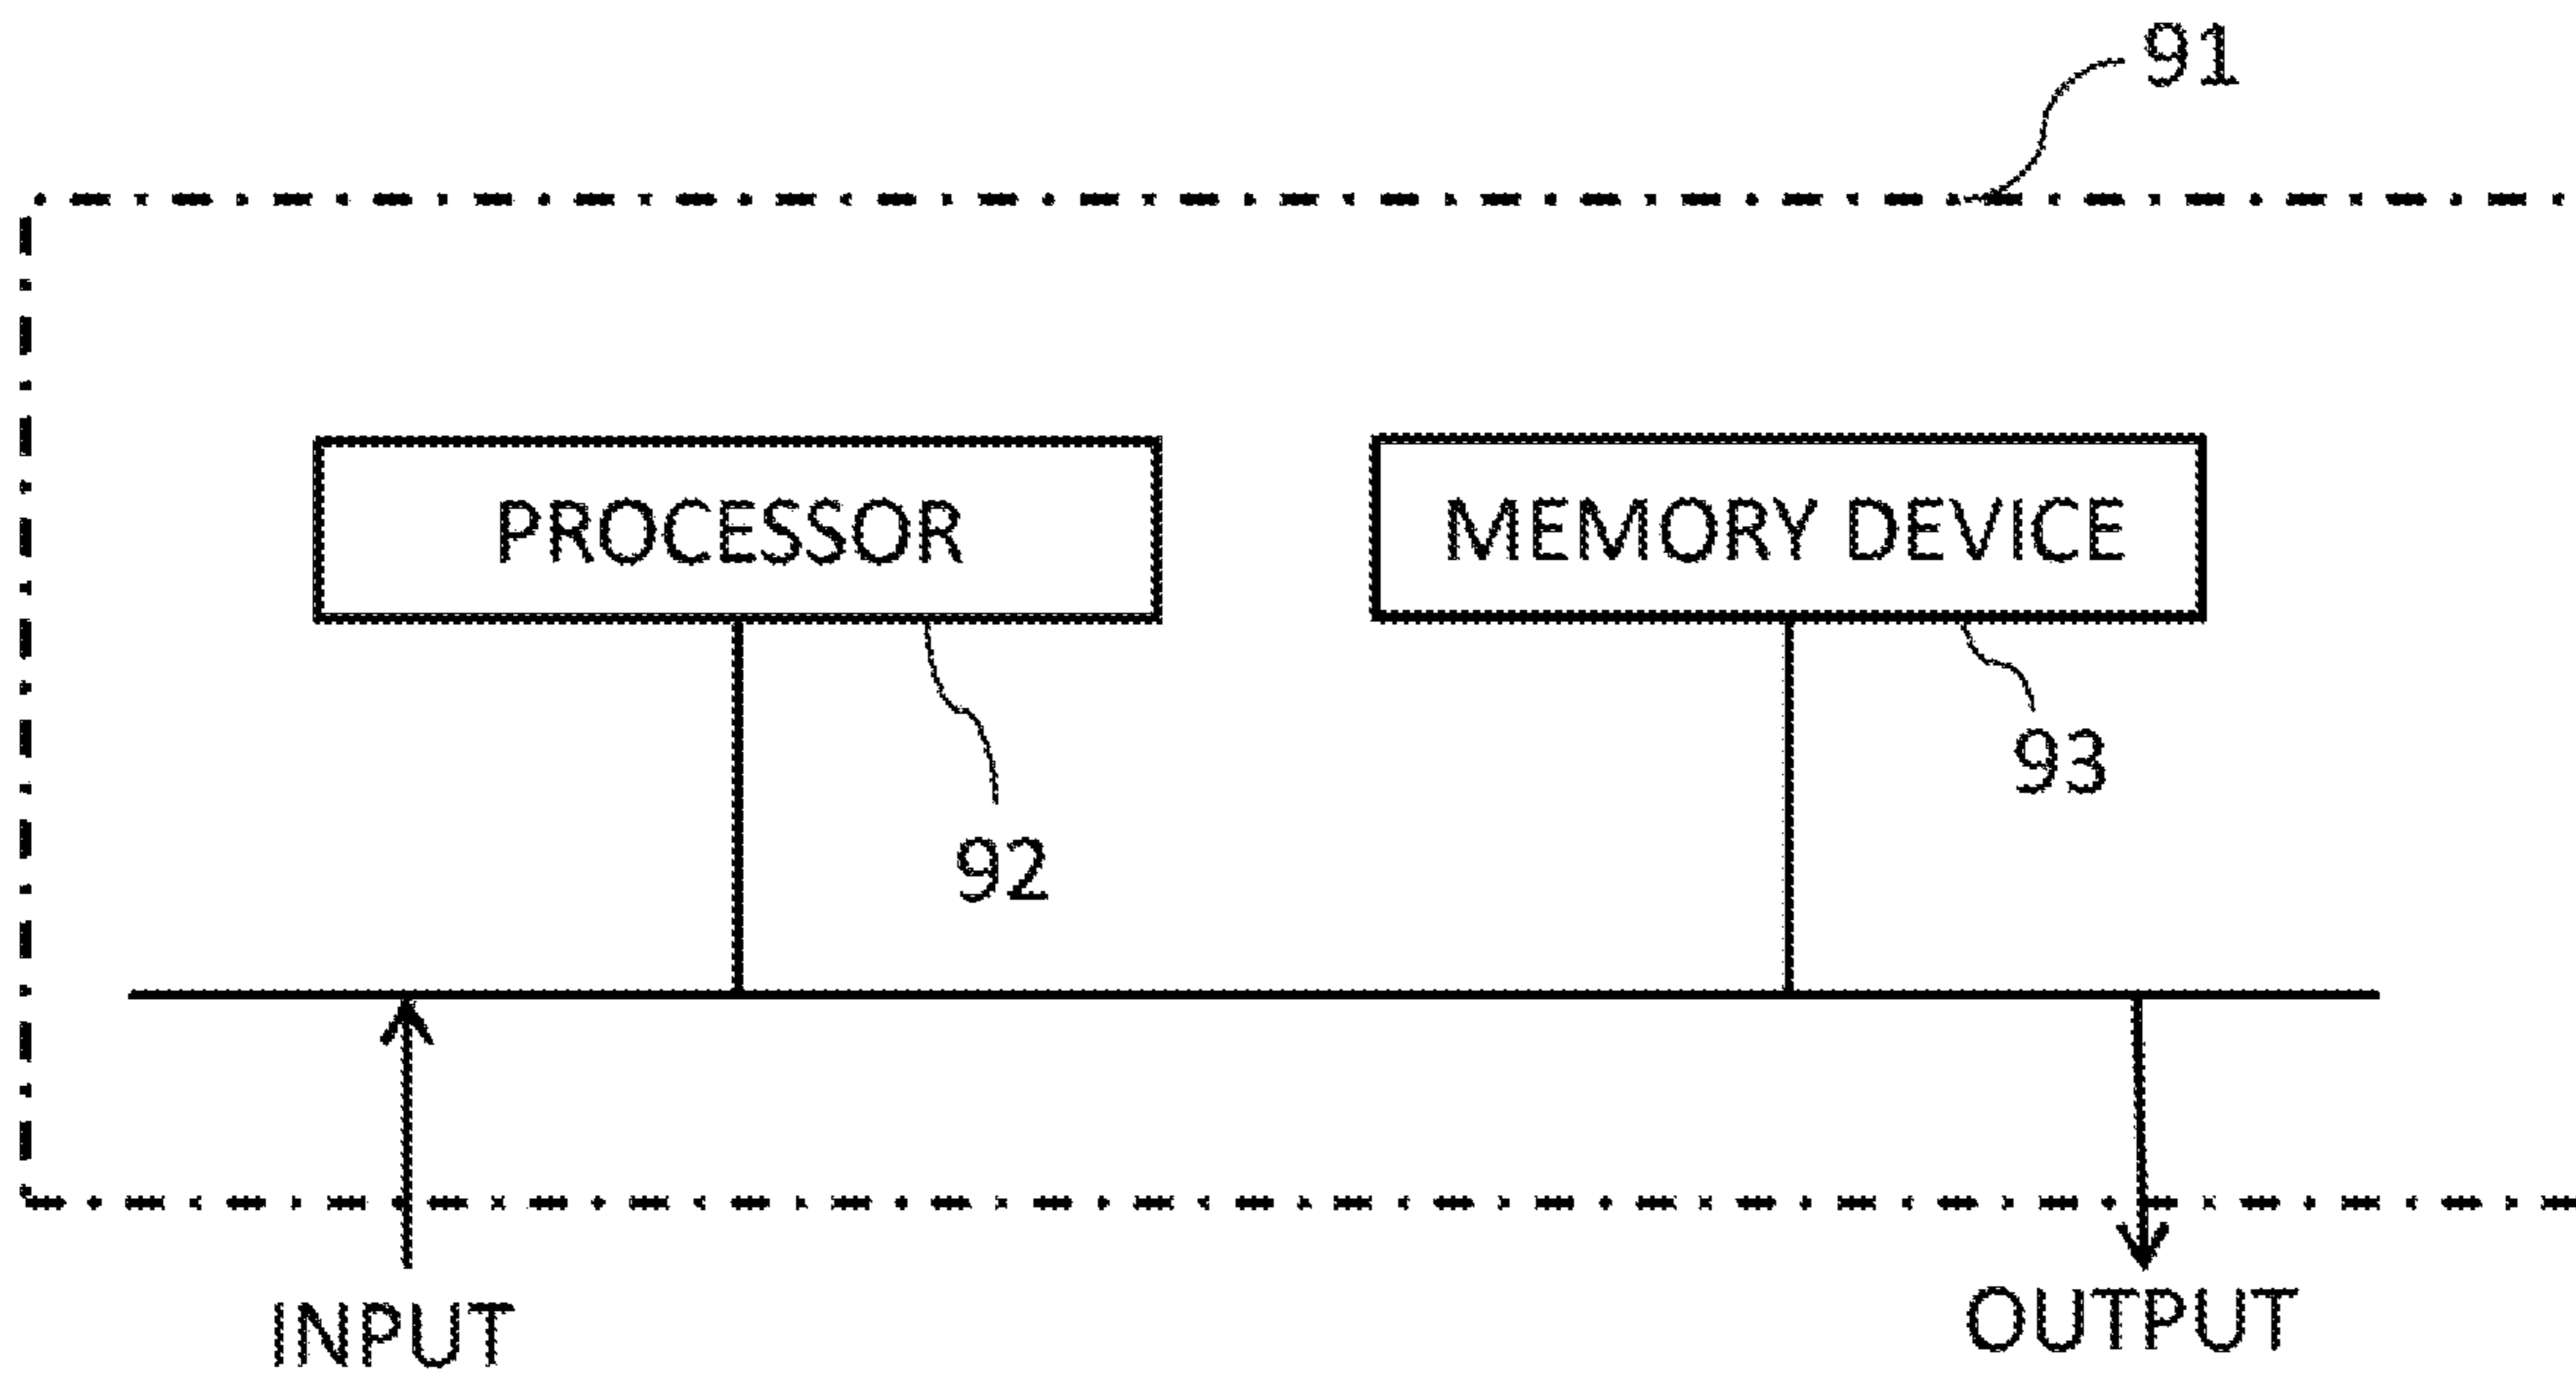 91
PROCESSOR
MEMORY DEVICE
93
92
INPUT
OUTPUT